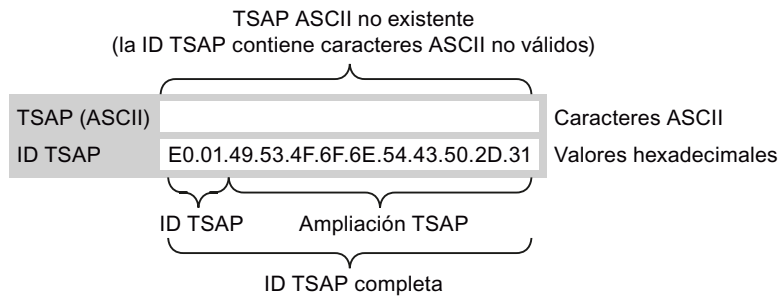 TSAP ASCII no existente
(la ID TSAP contiene caracteres ASCII no válidos)
TSAP (ASCII) Caracteres ASCII
ID TSAP E0.01.49.53.4F.6F.6E.54.43.50.2D.31 Valores hexadecimales
ID TSAP Ampliación TSAP
ID TSAP completa